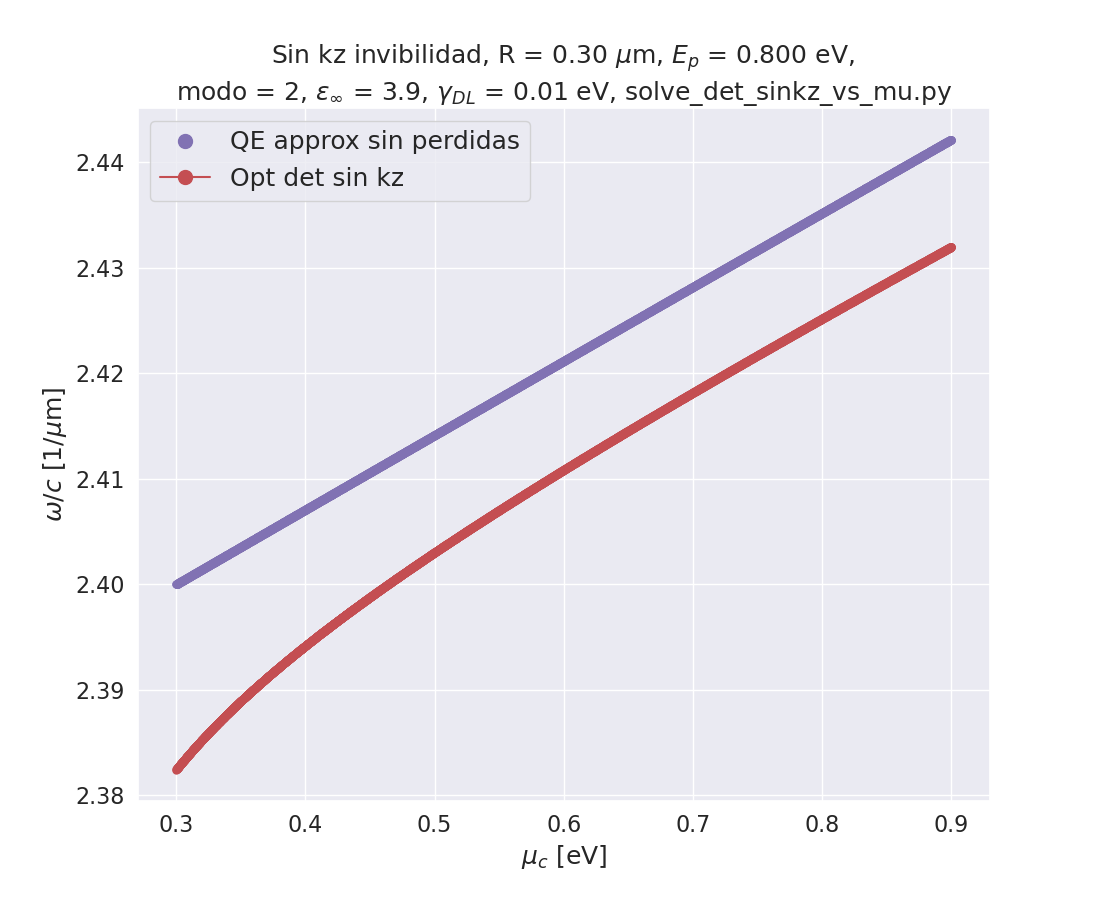 Sin kz invibilidad, R = 0.30 μm, E_p = 0.800 eV,
modo = 2, ε_∞ = 3.9, γ_DL = 0.01 eV, solve_det_sinkz_vs_mu.py
QE approx sin perdidas
Opt det sin kz
2.44
2.43
2.42
2.41
2.40
2.39
2.38
ω/c [1/μm]
0.3 0.4 0.5 0.6 0.7 0.8 0.9
μ_c [eV]